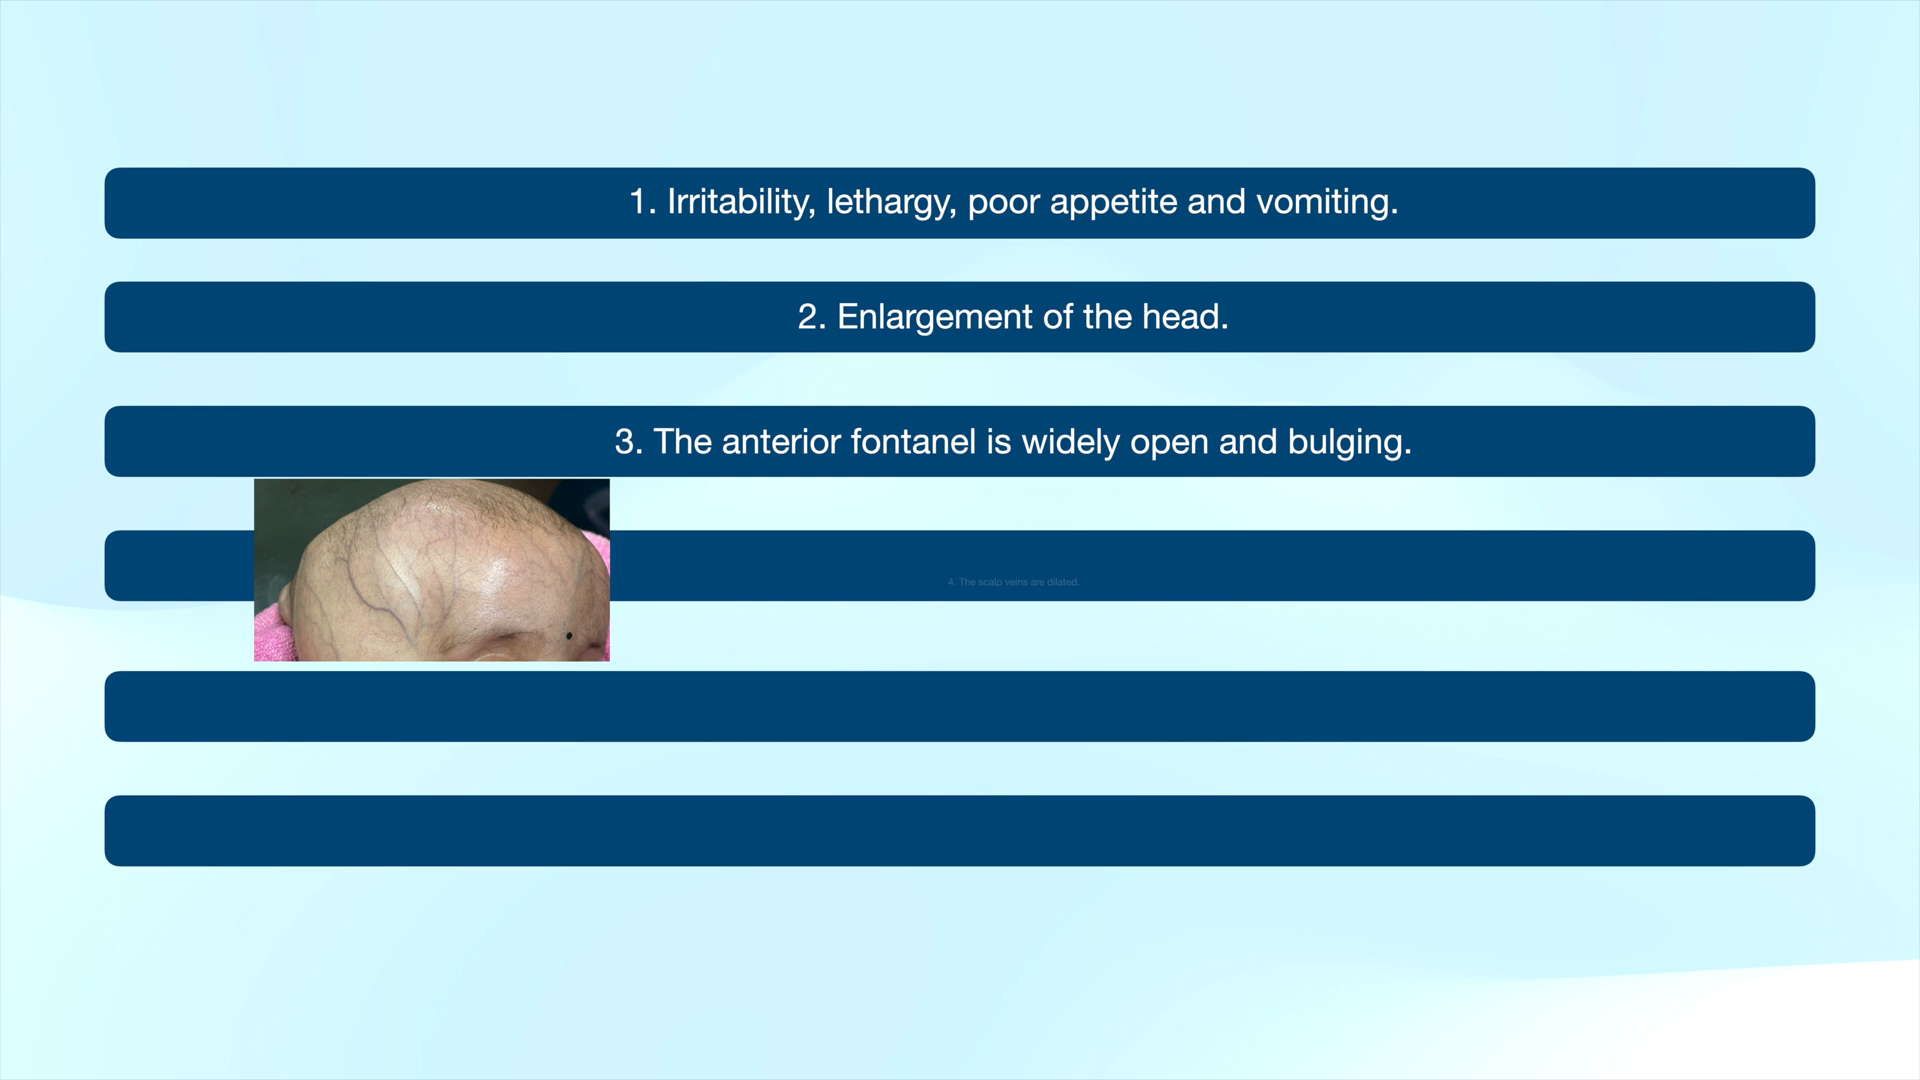 1. Irritability, lethargy, poor appetite and vomiting.
2. Enlargement of the head.
3. The anterior fontanel is widely open and bulging.
4. The scalp veins are dilated.